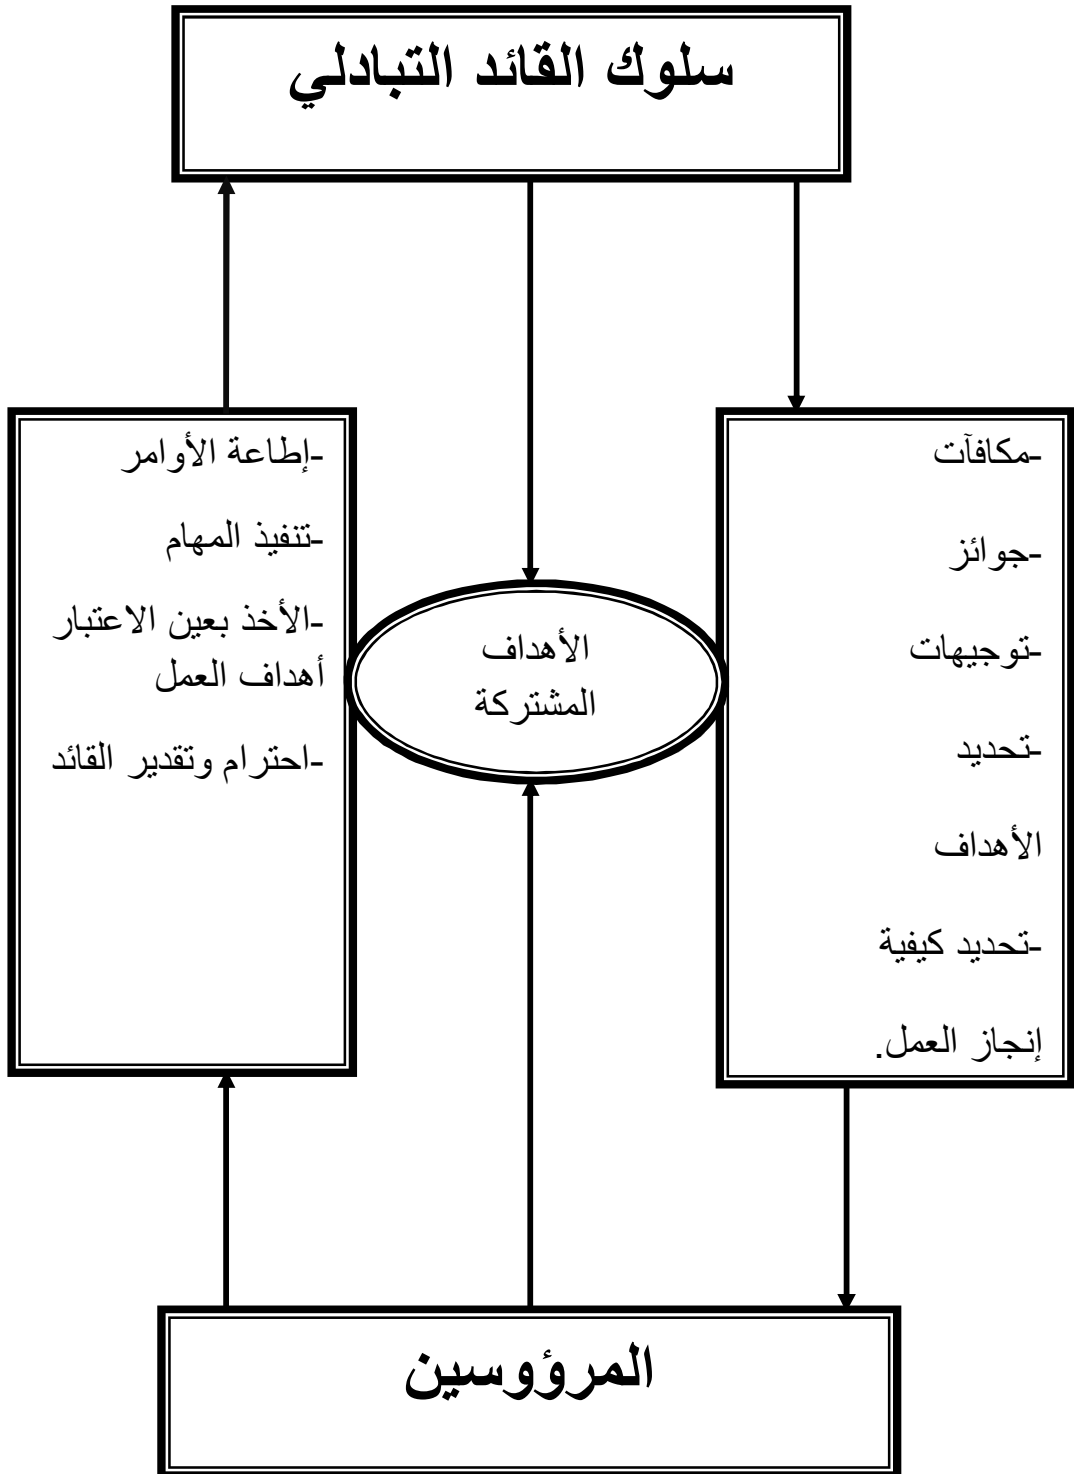 سلوك القائد التبادلي
-مكافآت
-جوائز
-توجيهات
-تحديد
الأهداف
-تحديد كيفية
إنجاز العمل.
الأهداف
المشتركة
-إطاعة الأوامر
-تنفيذ المهام
-الأخذ بعين الاعتبار
أهداف العمل
-احترام وتقدير القائد
المرؤوسين